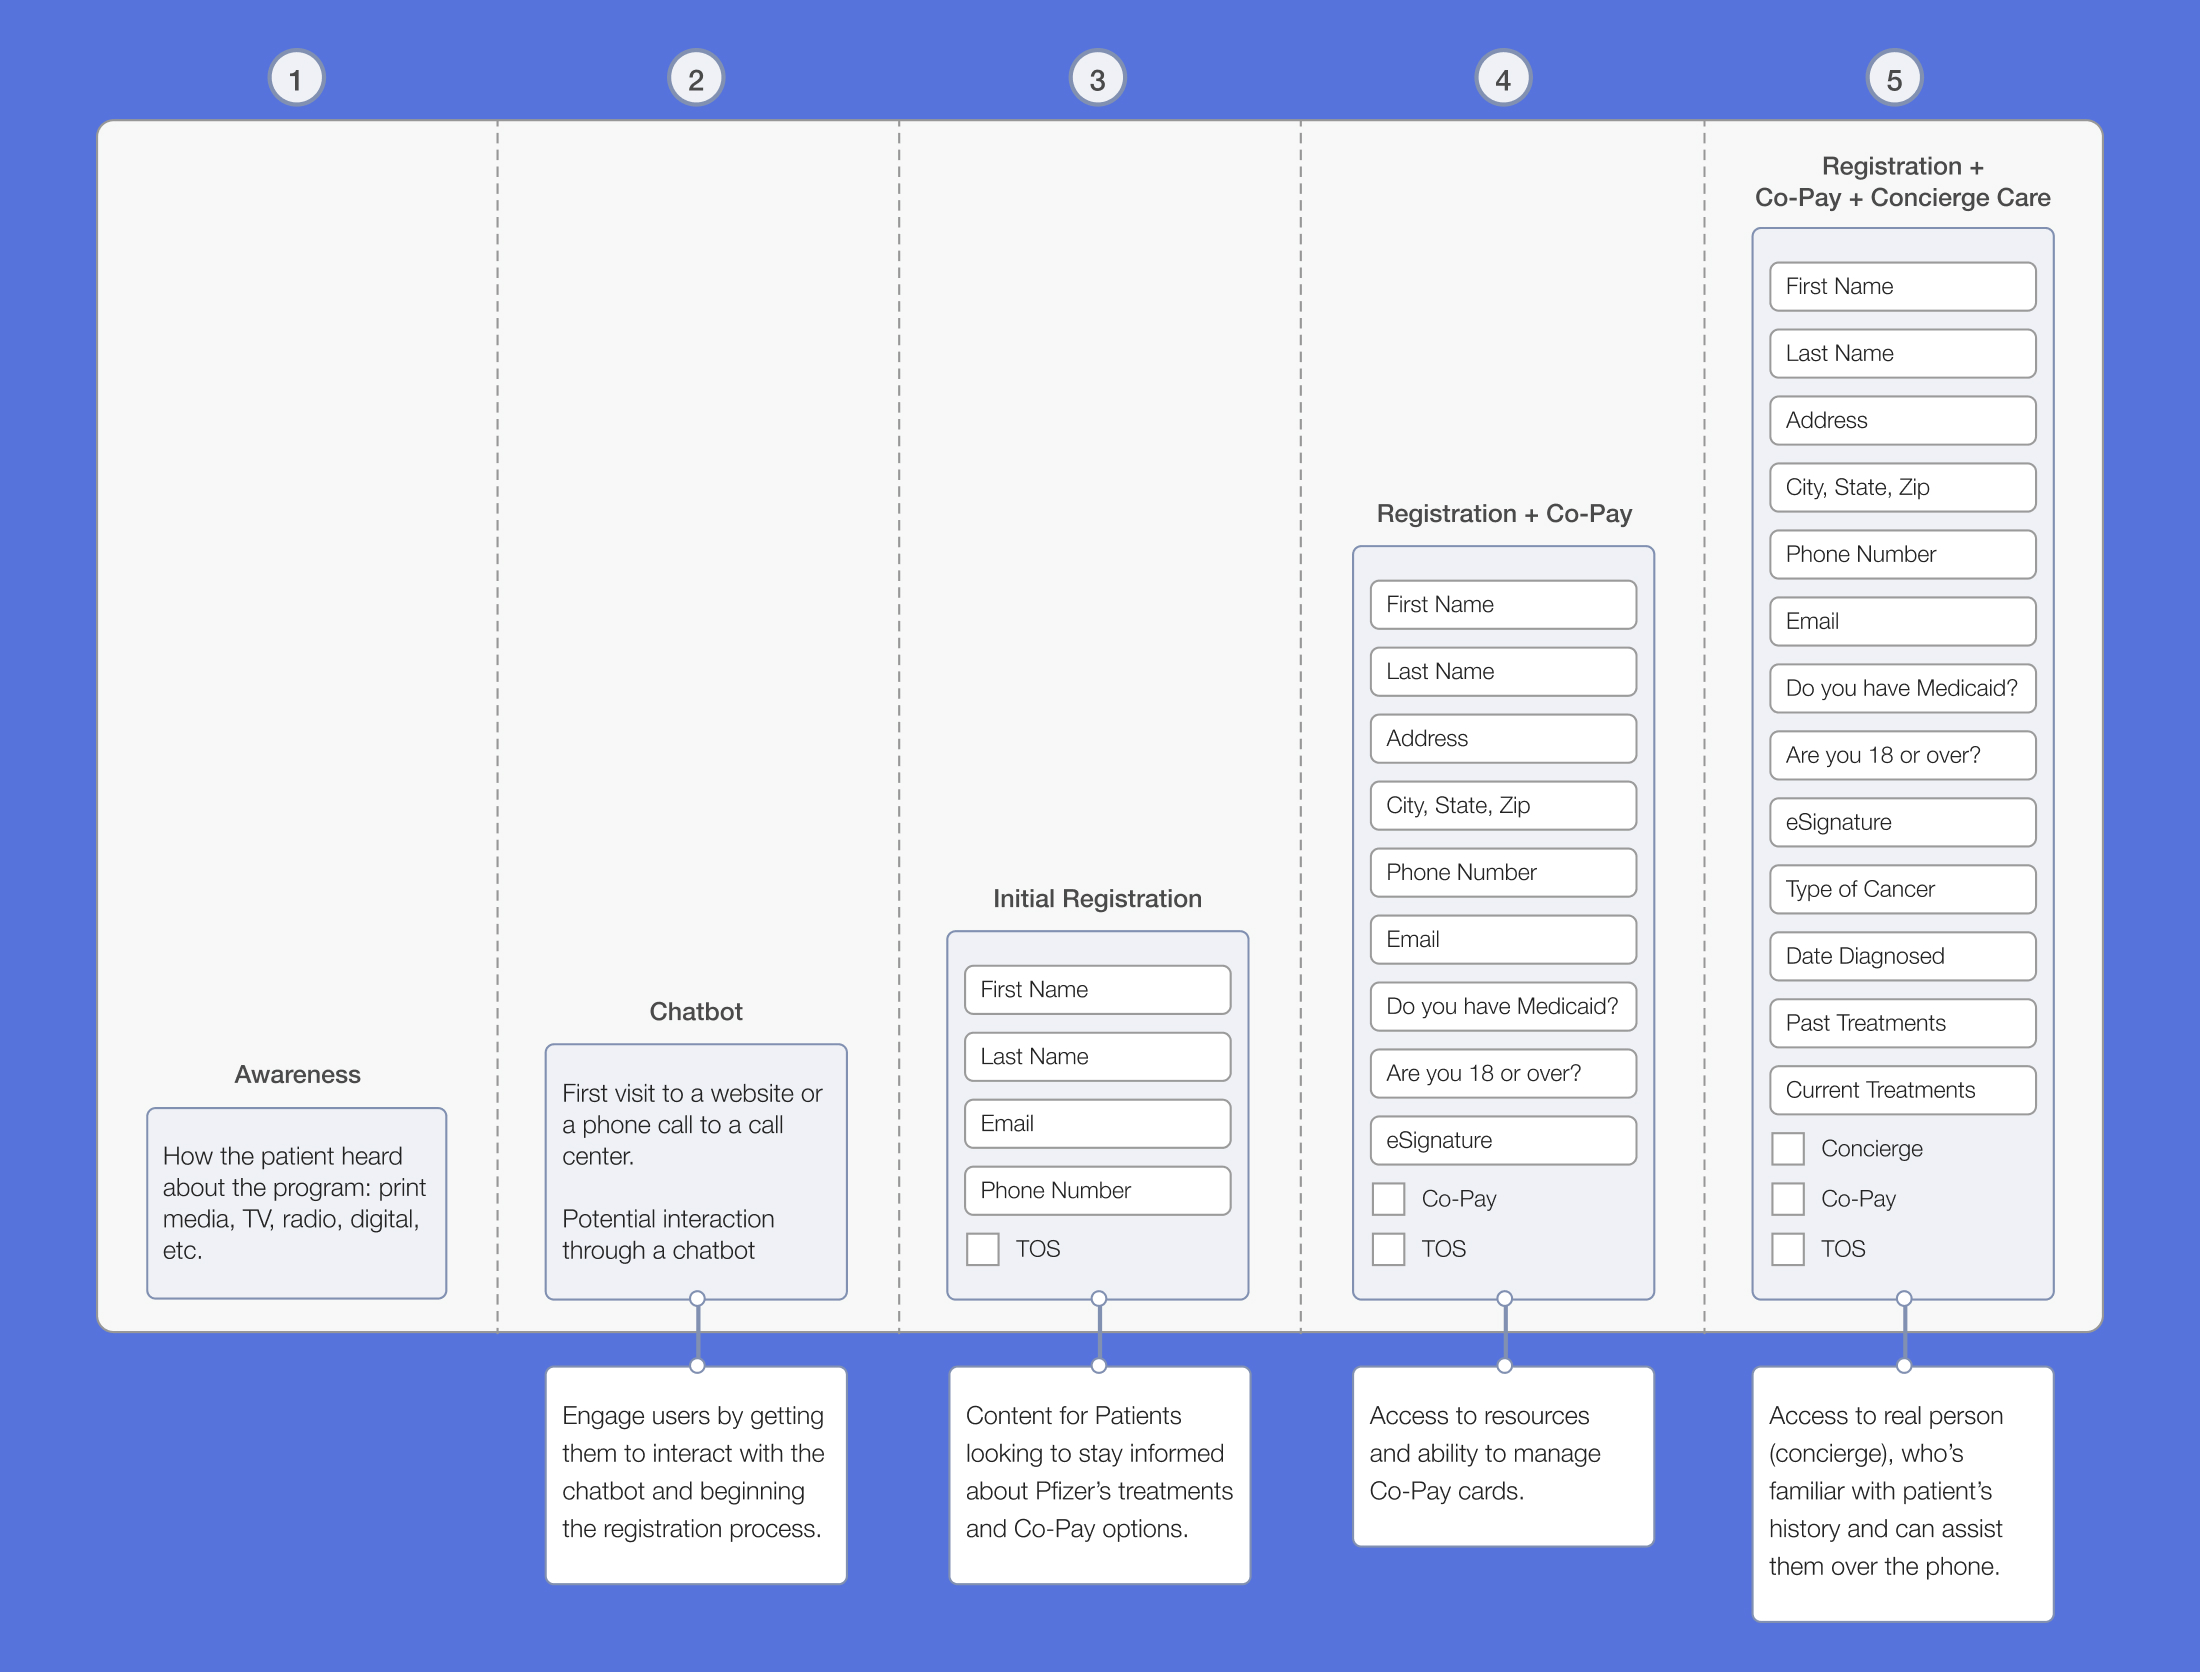 1
2
3
4
5
Awareness
How the patient heard
about the program: print
media, TV, radio, digital,
etc.
Chatbot
First visit to a website or
a phone call to a call
center.
Potential interaction
through a chatbot
Engage users by getting
them to interact with the
chatbot and beginning
the registration process.
Initial Registration
First Name
Last Name
Email
Phone Number
TOS
Content for Patients
looking to stay informed
about Pfizer’s treatments
and Co-Pay options.
Registration + Co-Pay
First Name
Last Name
Address
City, State, Zip
Phone Number
Email
Do you have Medicaid?
Are you 18 or over?
eSignature
Co-Pay
TOS
Access to resources
and ability to manage
Co-Pay cards.
Registration +
Co-Pay + Concierge Care
First Name
Last Name
Address
City, State, Zip
Phone Number
Email
Do you have Medicaid?
Are you 18 or over?
eSignature
Type of Cancer
Date Diagnosed
Past Treatments
Current Treatments
Concierge
Co-Pay
TOS
Access to real person
(concierge), who’s
familiar with patient’s
history and can assist
them over the phone.